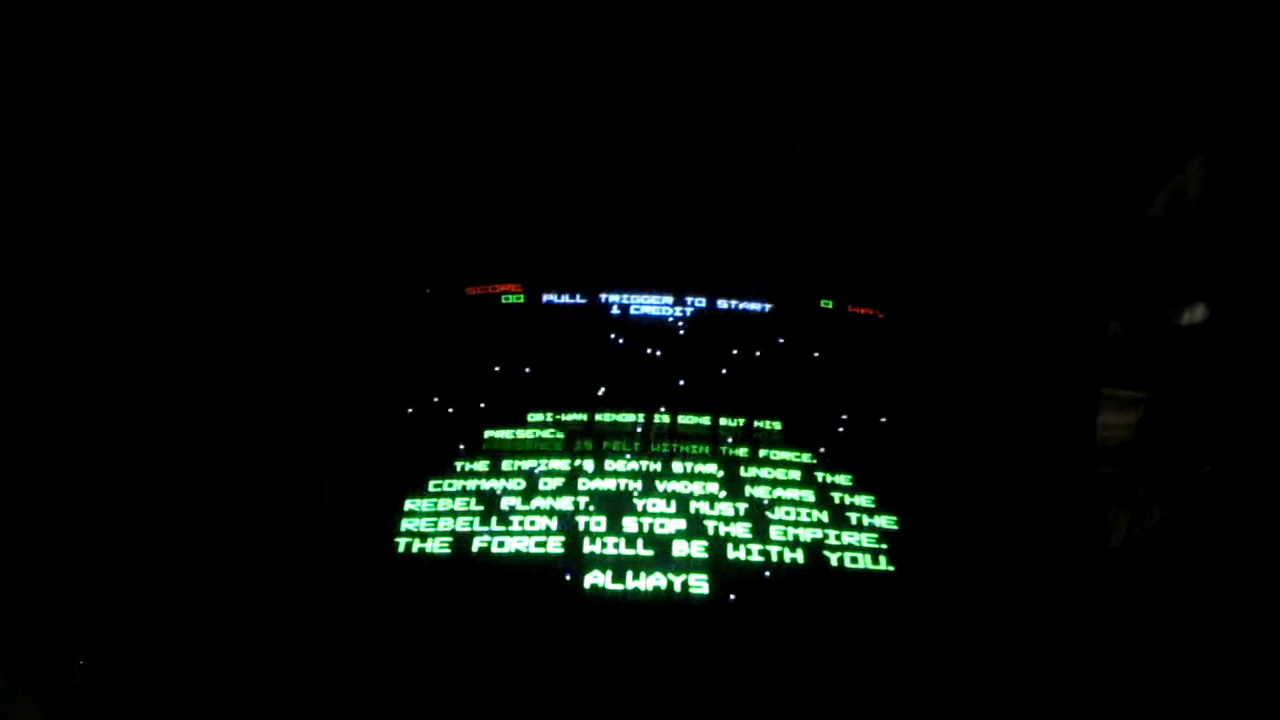 SCORE
00
PULL TRIGGER TO START
1 CREDIT
0 WAV
OBI-WAN KENOBI IS GONE BUT HIS
PRESENCE IS FELT WITHIN THE FORCE.
THE EMPIRE'S DEATH STAR, UNDER THE
COMMAND OF DARTH VADER, NEARS THE
REBEL PLANET. YOU MUST JOIN THE
REBELLION TO STOP THE EMPIRE.
THE FORCE WILL BE WITH YOU.
ALWAYS